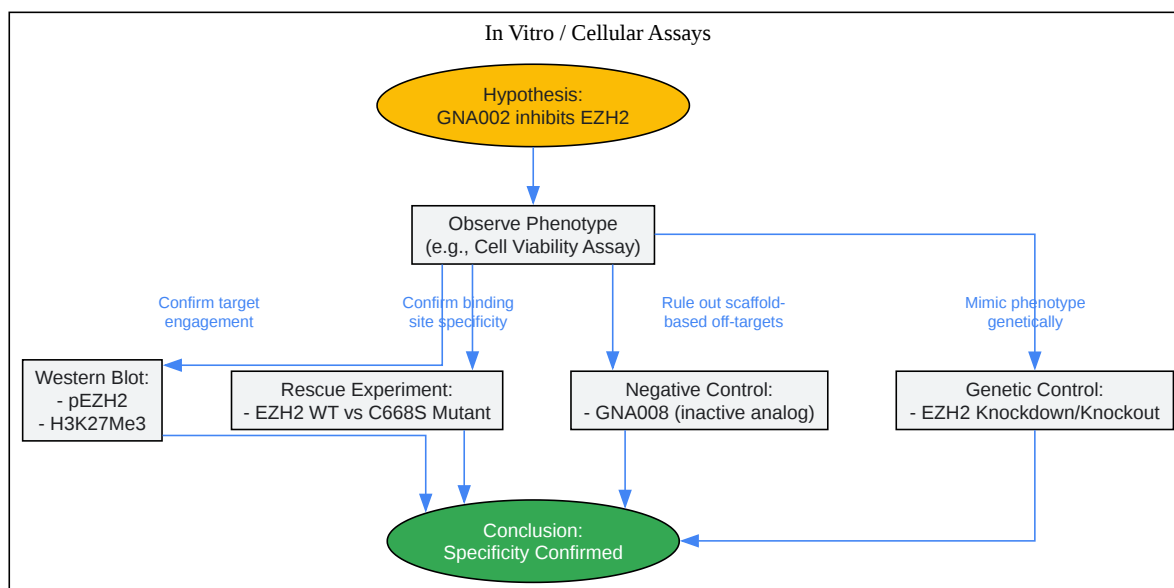 In Vitro / Cellular Assays
Hypothesis:
GNA002 inhibits EZH2
Observe Phenotype
(e.g., Cell Viability Assay)
Confirm target
engagement
Confirm binding
site specificity
Rule out scaffold-
based off-targets
Mimic phenotype
genetically
Western Blot:
- pEZH2
- H3K27Me3
Rescue Experiment:
- EZH2 WT vs C668S Mutant
Negative Control:
- GNA008 (inactive analog)
Genetic Control:
- EZH2 Knockdown/Knockout
Conclusion:
Specificity Confirmed